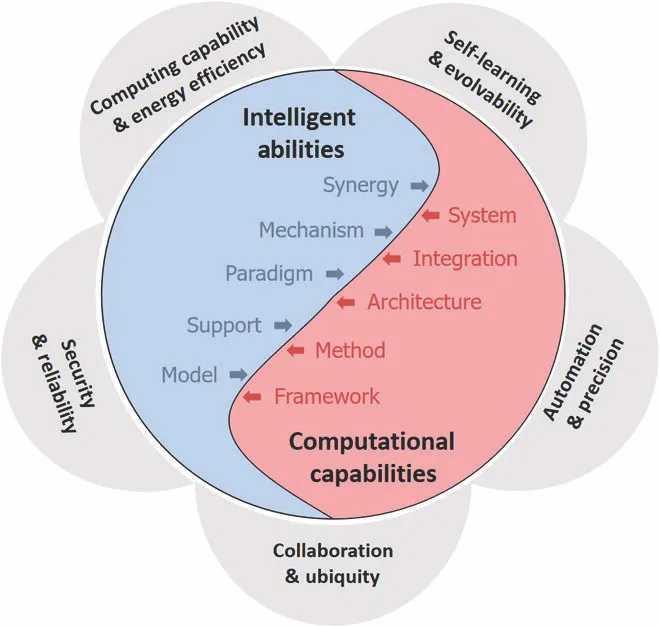 Computing capability
& energy efficiency
Self-learning
& evolvability
Intelligent
abilities
Synergy
System
Mechanism
Integration
Paradigm
Architecture
Support
Method
Model
Framework
Computational
capabilities
Security
& reliability
Automation
& precision
Collaboration
& ubiquity